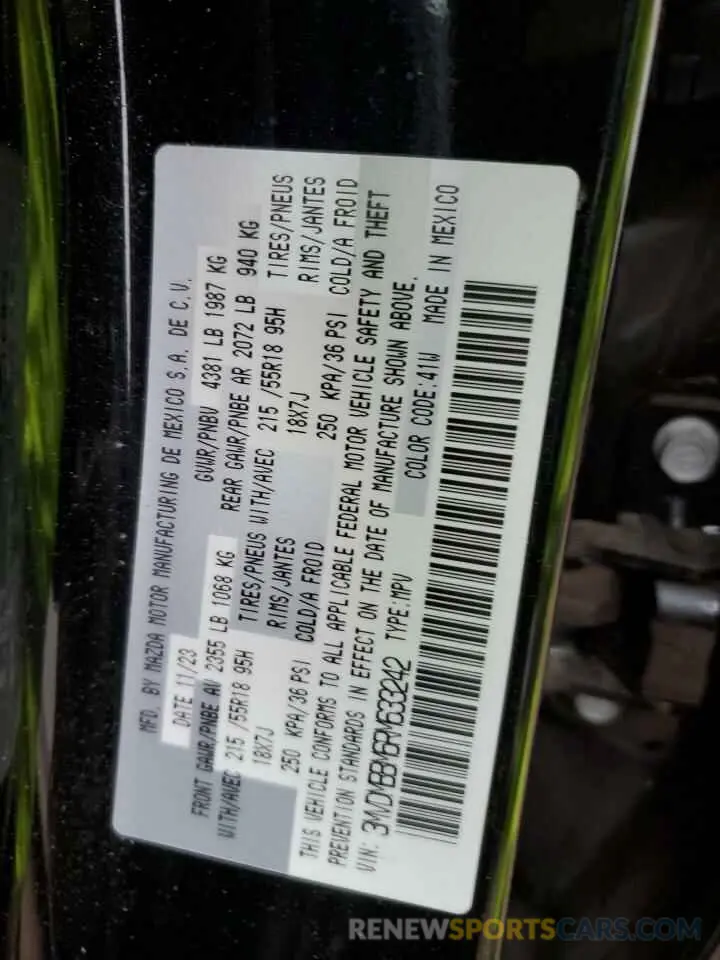 MFD. BY MAZDA MOTOR MANUFACTURING DE MEXICO S.A. DE C.V.
DATE 11/23 GVWR/PNBV 4381 LB 1987 KG
FRONT GAWR/PNBE AV 2355 LB 1068 KG REAR GAWR/PNBE AR 2072 LB 940 KG
WITH/AVEC 215 /55R18 95H TIRES/PNEUS WITH/AVEC 215 /55R18 95H TIRES/PNEUS
18X7J RIMS/JANTES 18X7J RIMS/JANTES
250 KPA/36 PSI COLD/A FROID 250 KPA/36 PSI COLD/A FROID
THIS VEHICLE CONFORMS TO ALL APPLICABLE FEDERAL MOTOR VEHICLE SAFETY AND THEFT
PREVENTION STANDARDS IN EFFECT ON THE DATE OF MANUFACTURE SHOWN ABOVE.
VIN: 3MVDMBBM6RM633242 TYPE:MPV COLOR CODE:41W MADE IN MEXICO
RENEWSPORTSCARS.COM